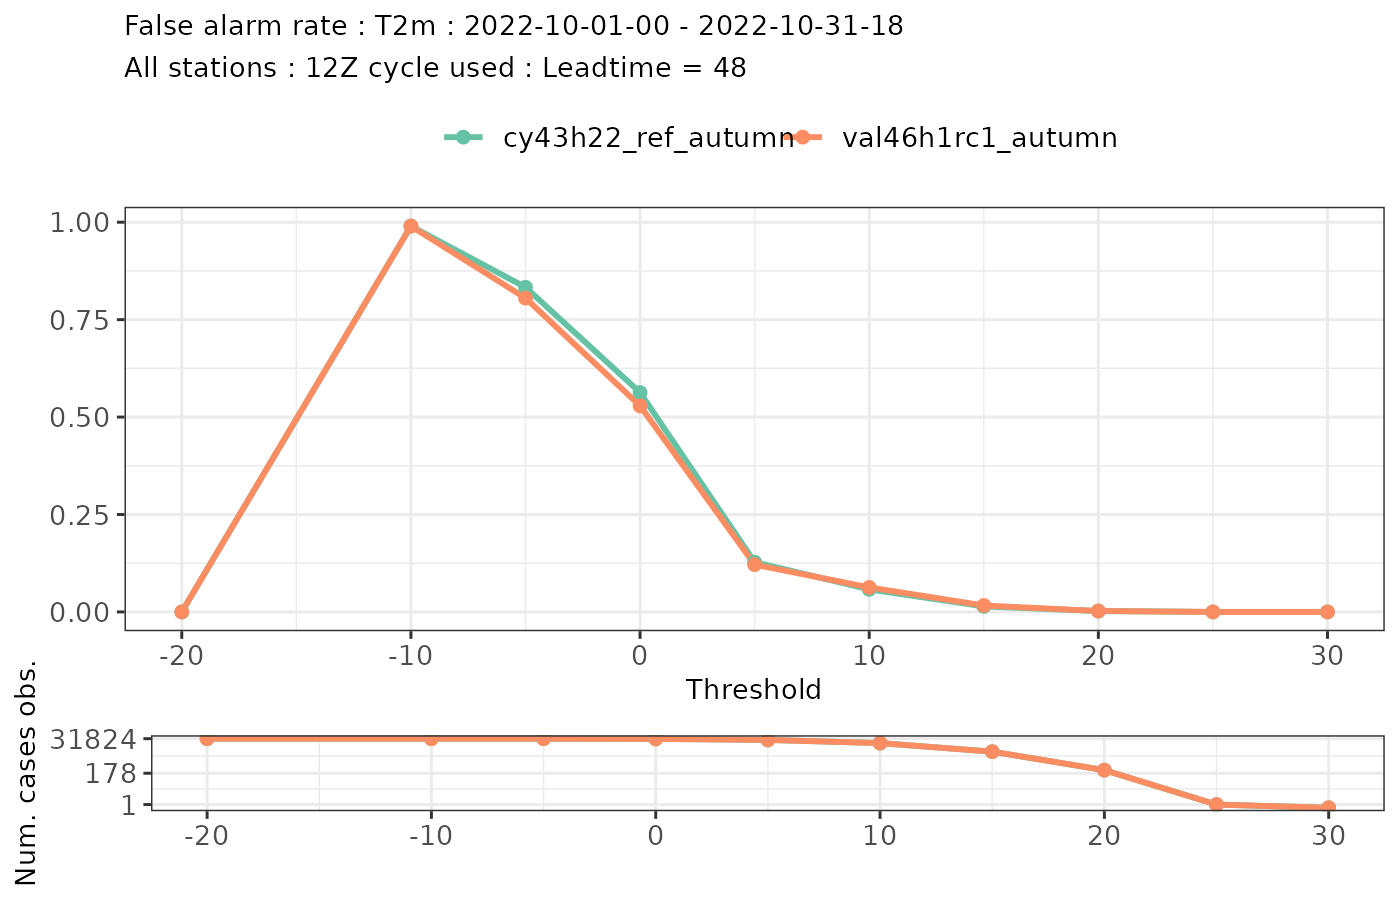 False alarm rate : T2m : 2022-10-01-00 - 2022-10-31-18
All stations : 12Z cycle used : Leadtime = 48
cy43h22_ref_autumn val46h1rc1_autumn
1.00
0.75
0.50
0.25
0.00
-20 -10 0 10 20 30
Threshold
Num. cases obs.
31824
178
1
-20 -10 0 10 20 30